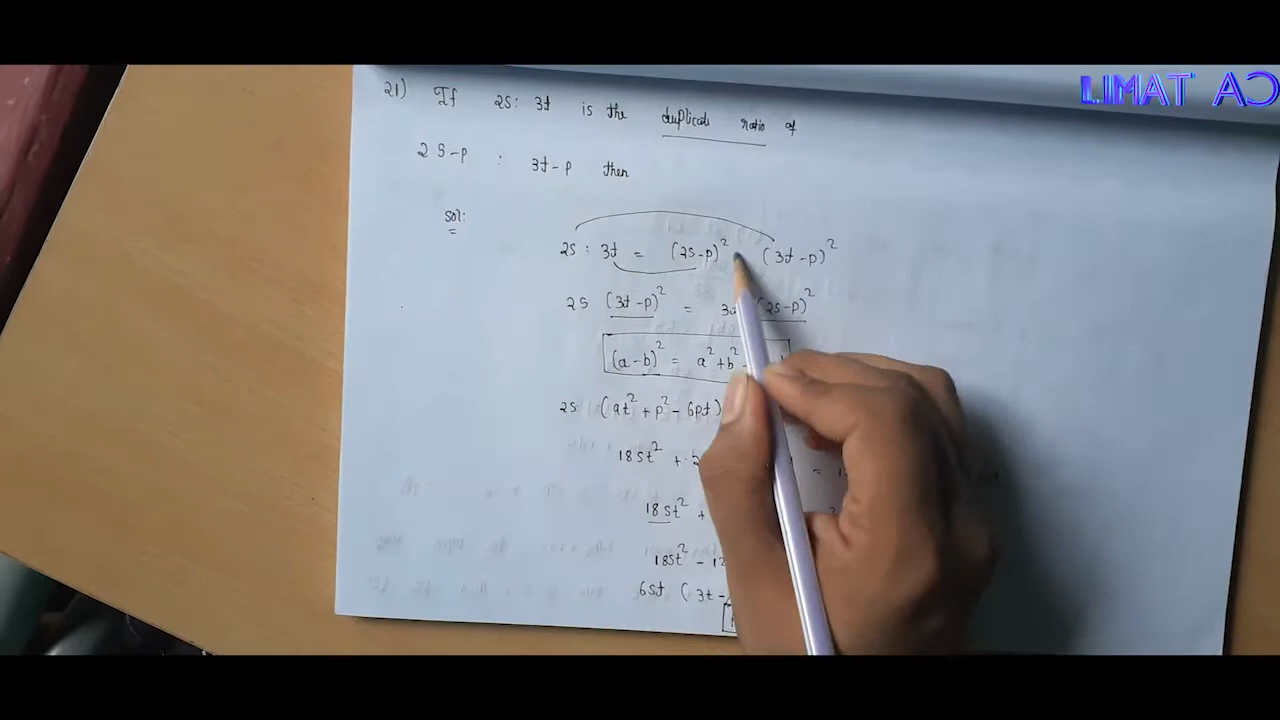 LIMAT AC
21) If 2s : 3t is the duplicate ratio of
2s-p : 3t-p then
Sol:
2s : 3t = (2s-p)² (3t-p)²
2s (3t-p)² = (2s-p)²
(a-b)² = a²+b²-
2s (9t²+p²-6pt)
18st² + 2 =
18st² +
18st² - 12
6st (3t-